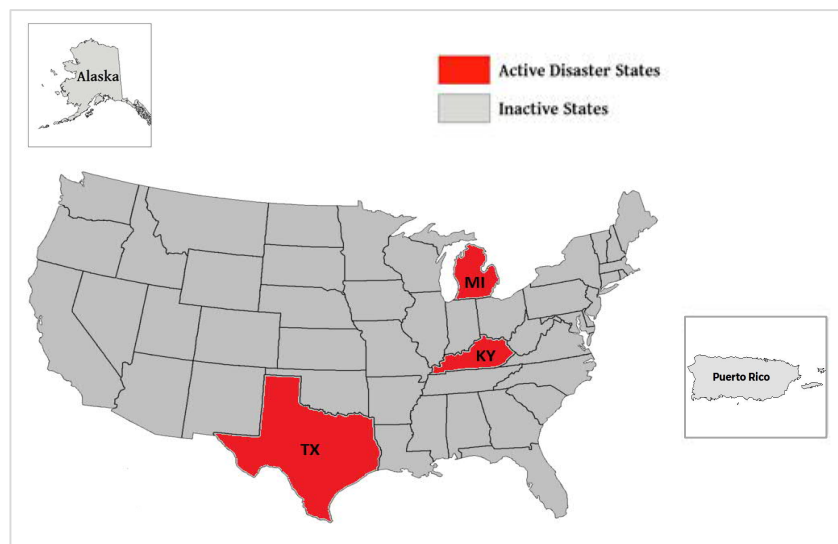 Alaska
Active Disaster States
Inactive States
MI
KY
Puerto Rico
TX